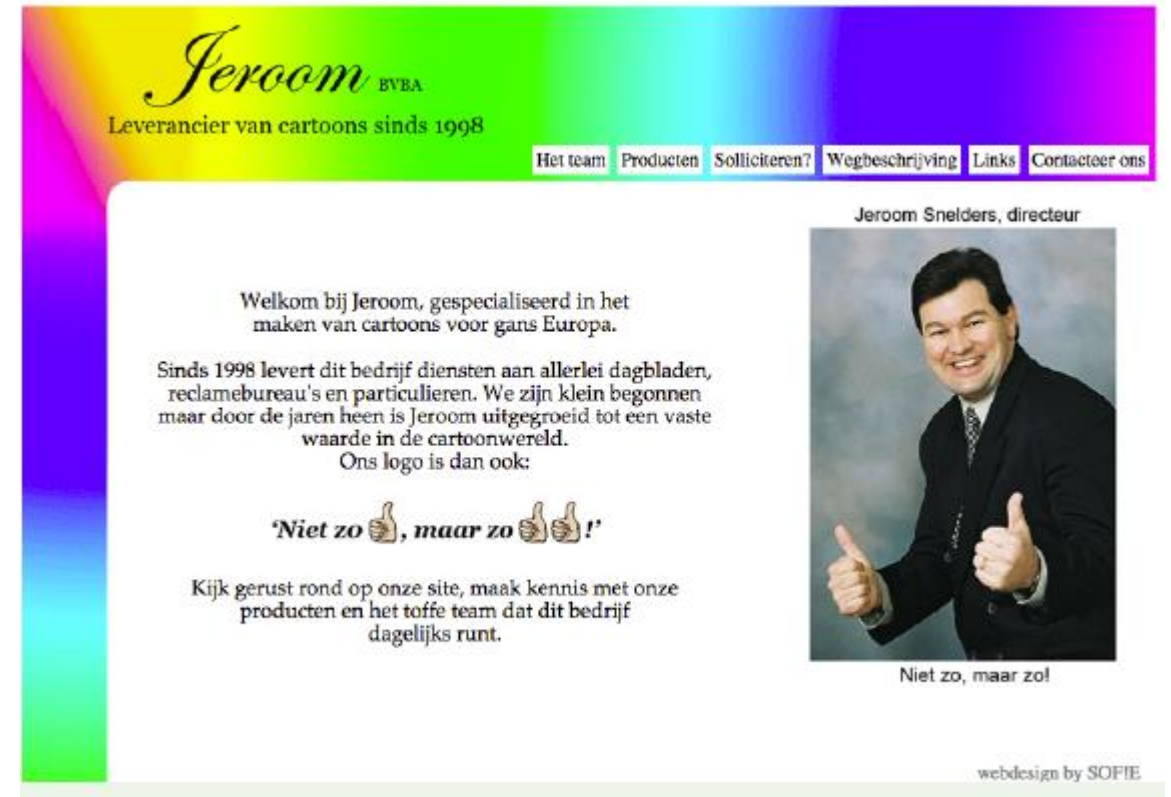 Jeroom BVBA
Leverancier van cartoons sinds 1998
Het team Producten Solliciteren? Wegbeschrijving Links Contacteer ons
Jeroom Snelders, directeur
Welkom bij Jeroom, gespecialiseerd in het
maken van cartoons voor gans Europa.
Sinds 1998 levert dit bedrijf diensten aan allerlei dagbladen,
reclamebureau's en particulieren. We zijn klein begonnen
maar door de jaren heen is Jeroom uitgegroeid tot een vaste
waarde in de cartoonwereld.
Ons logo is dan ook:
‘Niet zo 👍, maar zo 👍👍!’
Kijk gerust rond op onze site, maak kennis met onze
producten en het toffe team dat dit bedrijf
dagelijks runt.
Niet zo, maar zo!
webdesign by SOF!E